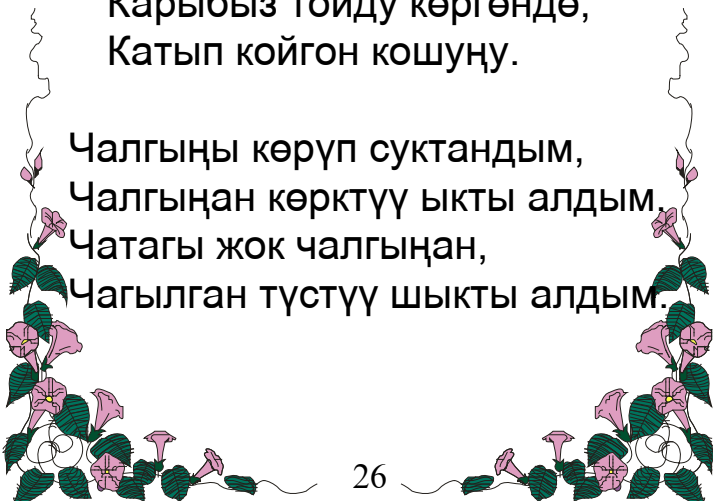 Карыбыз тойду көргөндө,
Катып койгон кошуңу.
Чалгыңы көрүп суктандым,
Чалгыңан көрктүү ыкты алдым.
Чатагы жок чалгыңан,
Чагылган түстүү шыкты алдым.
26